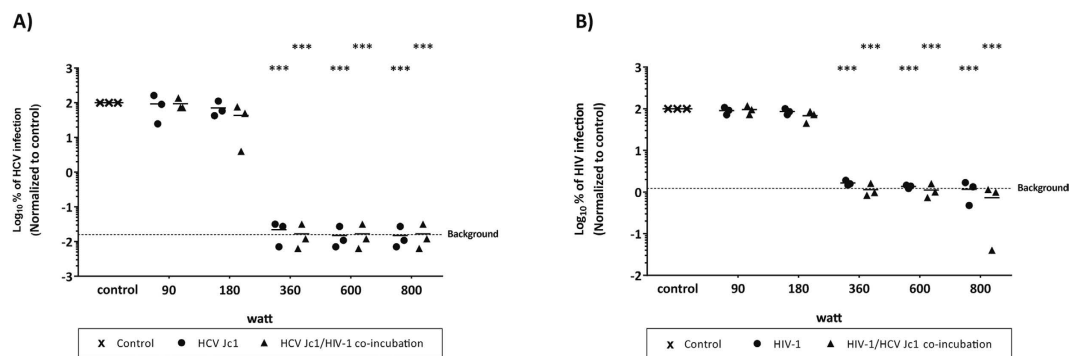 A)
*** *** ***
*** *** ***
Log10 % of HCV infection
(Normalized to control)
3
2
1
0
-1
-2
-3
Background
control 90 180 360 600 800
watt
x Control ● HCV Jc1 ▲ HCV Jc1/HIV-1 co-incubation
B)
*** *** ***
*** *** ***
Log10 % of HIV infection
(Normalized to control)
3
2
1
0
-1
-2
Background
control 90 180 360 600 800
watt
x Control ● HIV-1 ▲ HIV-1/HCV Jc1 co-incubation